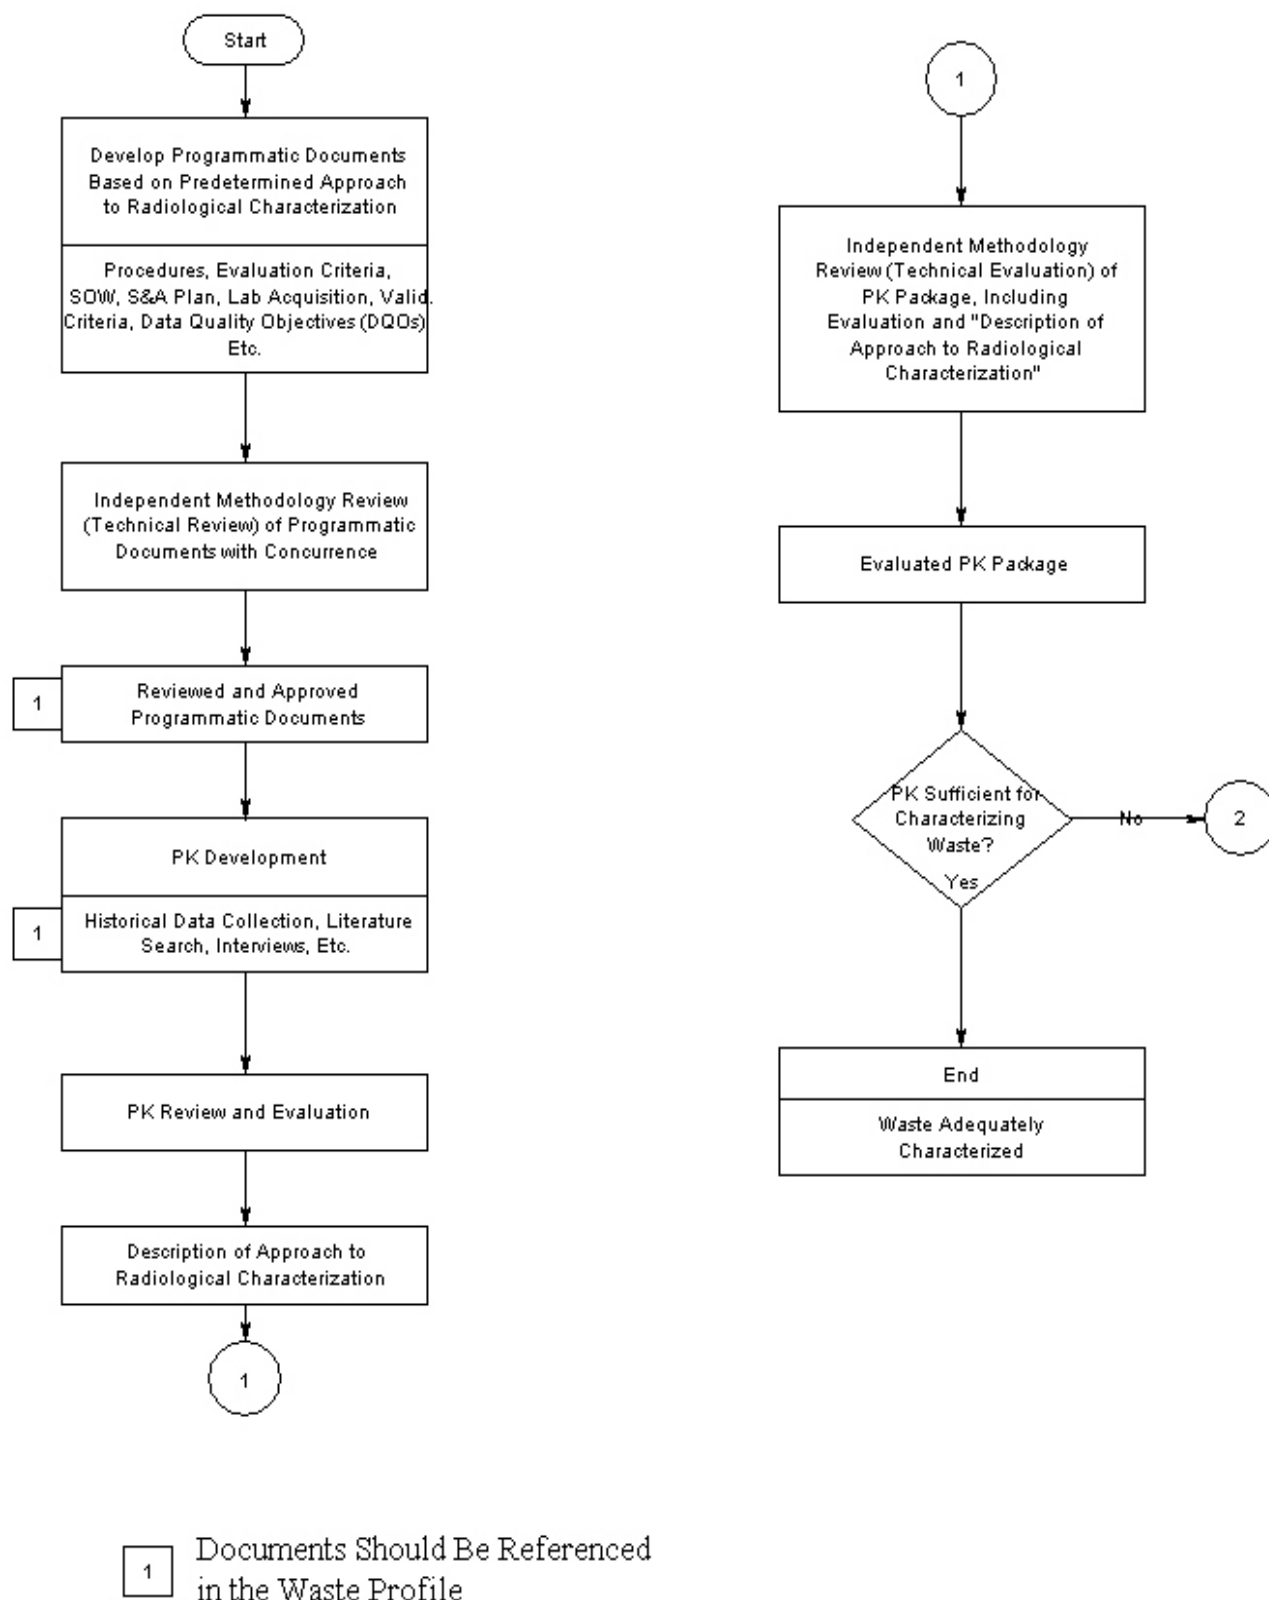 Start
Develop Programmatic Documents
Based on Predetermined Approach
to Radiological Characterization
Procedures, Evaluation Criteria,
SOW, S&A Plan, Lab Acquisition, Valid.
Criteria, Data Quality Objectives (DQOs)
Etc.
Independent Methodology Review
(Technical Review) of Programmatic
Documents with Concurrence
1
Reviewed and Approved
Programmatic Documents
PK Development
1
Historical Data Collection, Literature
Search, Interviews, Etc.
PK Review and Evaluation
Description of Approach to
Radiological Characterization
1
1
Independent Methodology
Review (Technical Evaluation) of
PK Package, Including
Evaluation and "Description of
Approach to Radiological
Characterization"
Evaluated PK Package
PK Sufficient for
Characterizing
Waste?
No
2
Yes
End
Waste Adequately
Characterized
1
Documents Should Be Referenced
in the Waste Profile